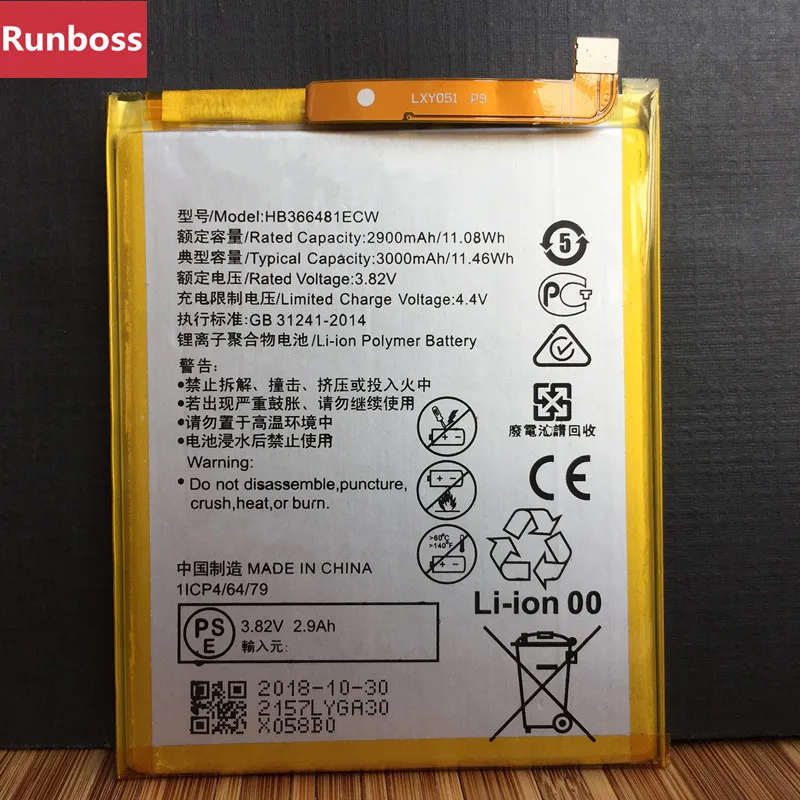 Runboss
LXY051 P9
型号/Model:HB366481ECW
额定容量/Rated Capacity:2900mAh/11.08Wh
典型容量/Typical Capacity:3000mAh/11.46Wh
额定电压/Rated Voltage:3.82V
充电限制电压/Limited Charge Voltage:4.4V
执行标准:GB 31241-2014
锂离子聚合物电池/Li-ion Polymer Battery
警告:
•禁止拆解、撞击、挤压或投入火中
•若出现严重鼓胀、请勿继续使用
•请勿置于高温环境中
•电池浸水后禁止使用
Warning:
• Do not disassemble,puncture,
crush,heat,or burn.
5
PCT
廢電池請回收
CE
>60℃
>140℉
中国制造 MADE IN CHINA
1ICP4/64/79
Li-ion 00
PS
E
3.82V 2.9Ah
輸入元:
2018-10-30
2157LYGA30
X058B0